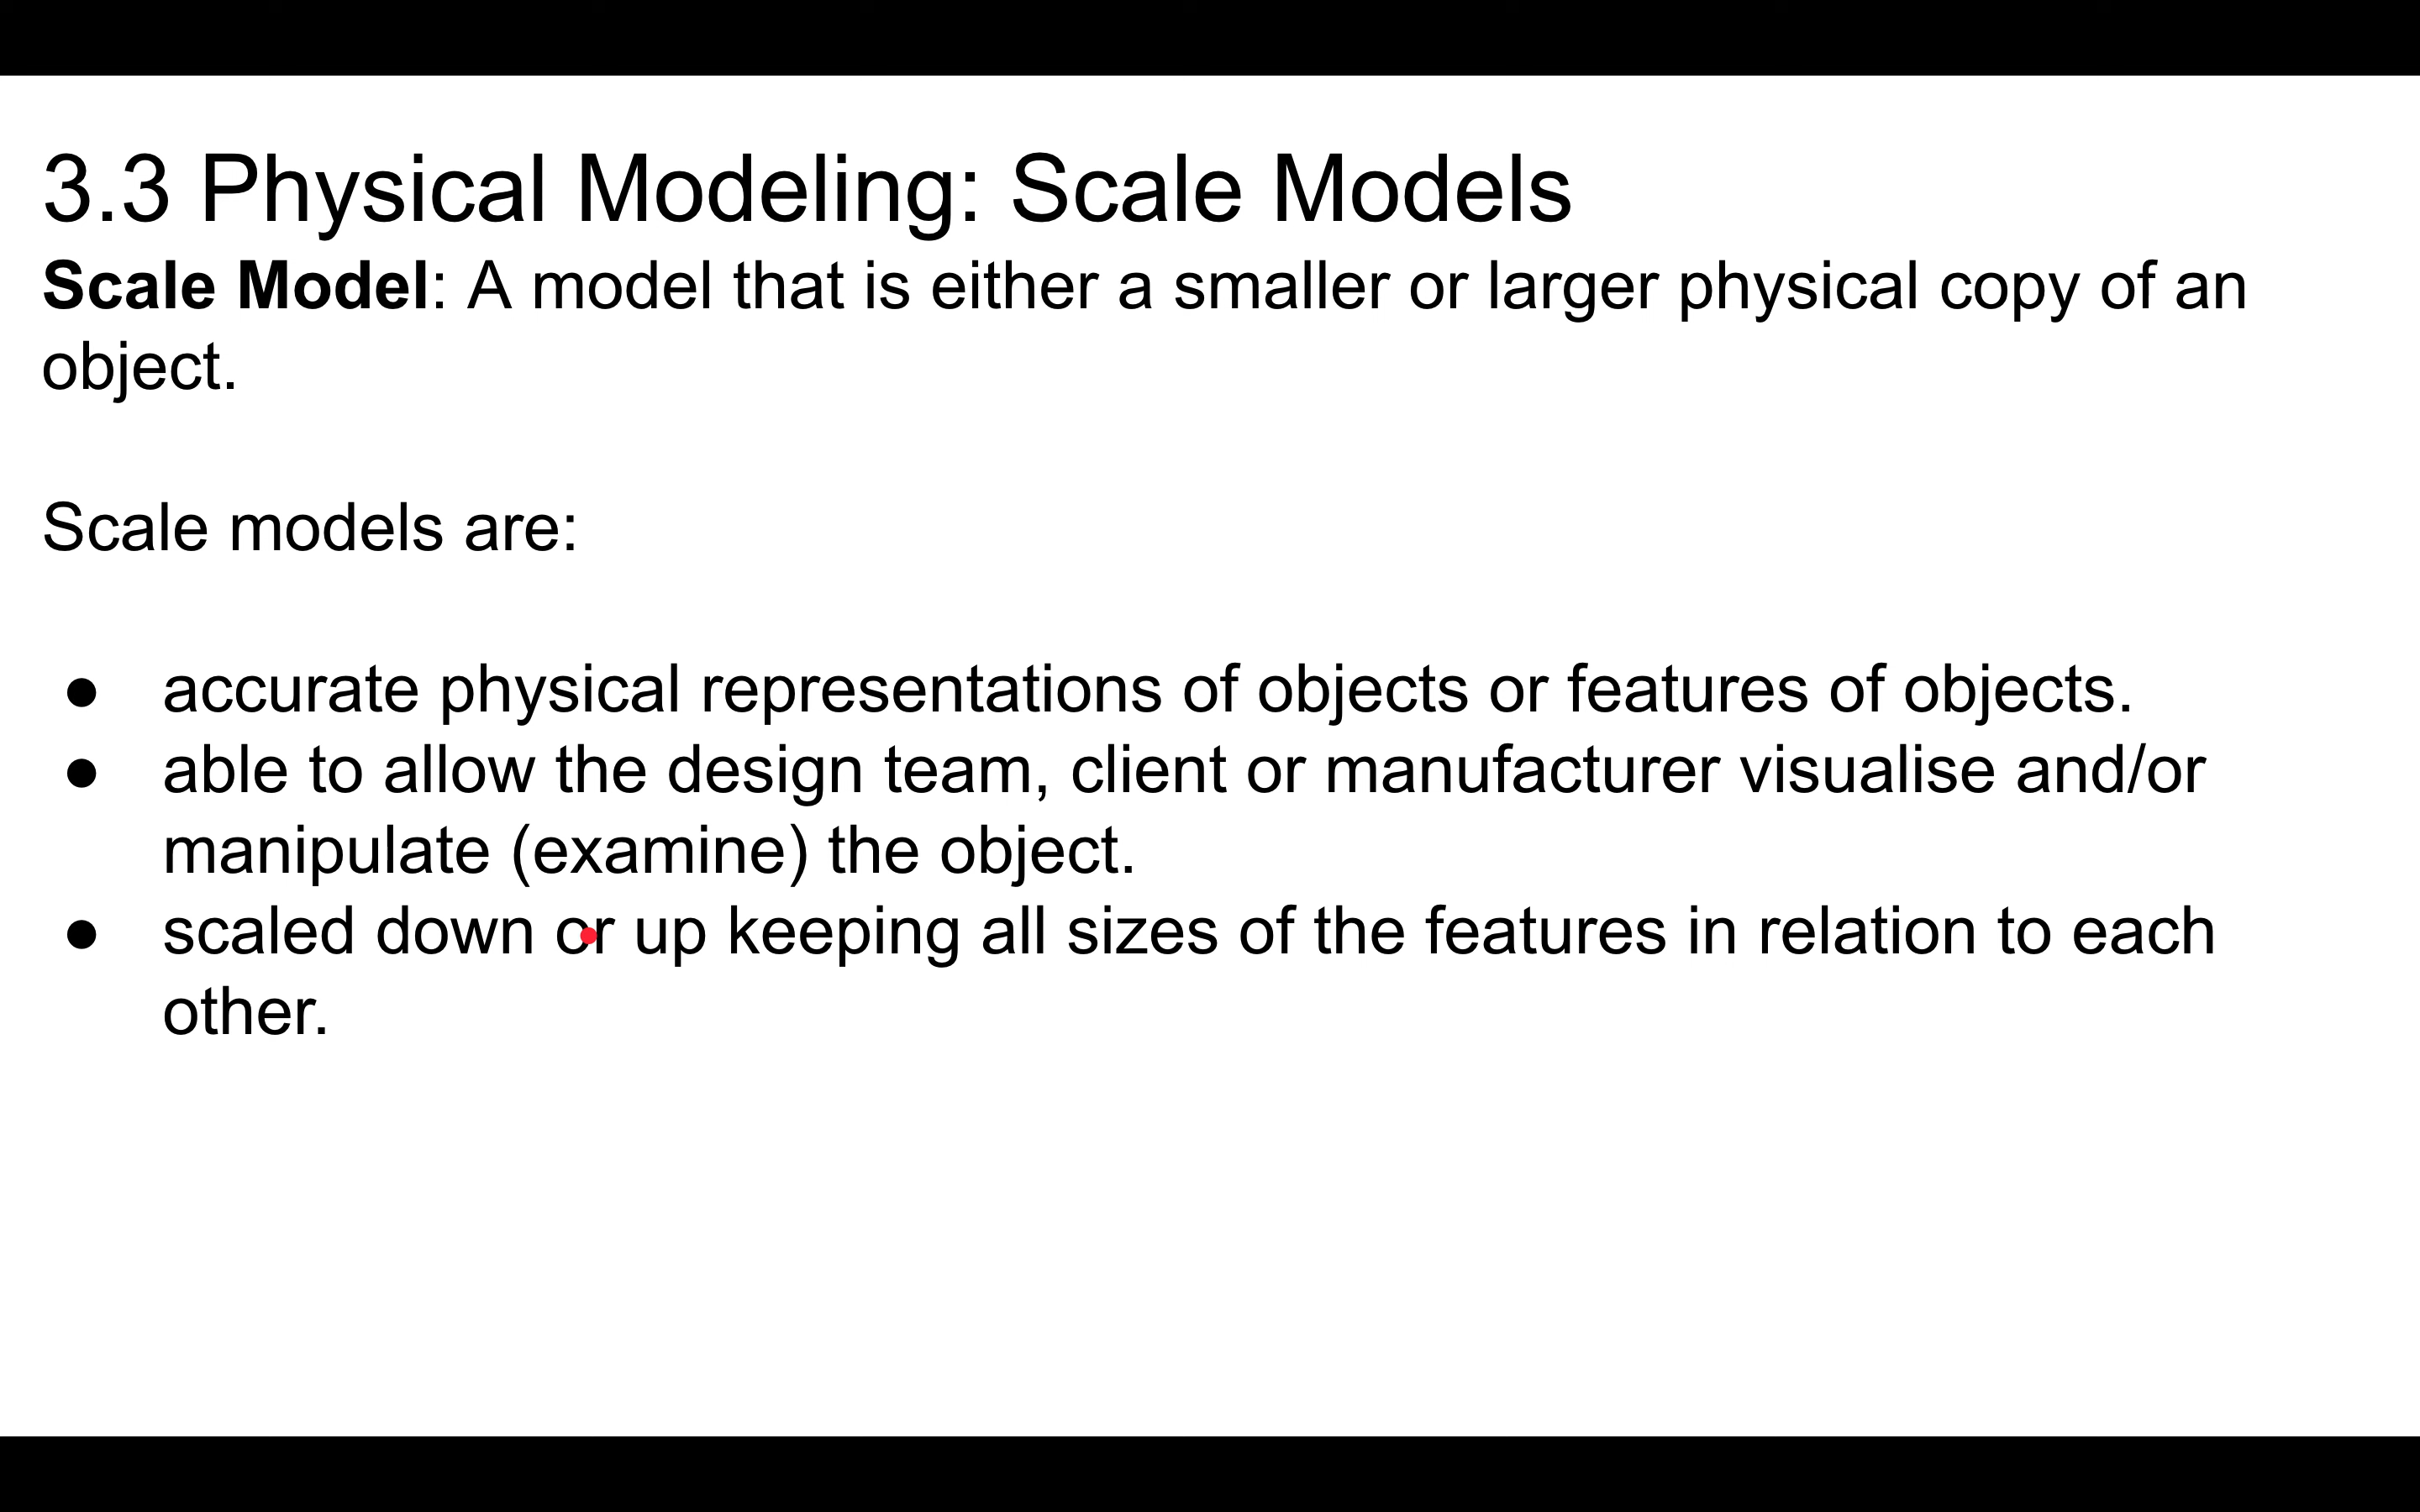 3.3 Physical Modeling: Scale Models
Scale Model: A model that is either a smaller or larger physical copy of an
object.
Scale models are:
● accurate physical representations of objects or features of objects.
● able to allow the design team, client or manufacturer visualise and/or
manipulate (examine) the object.
● scaled down or up keeping all sizes of the features in relation to each
other.